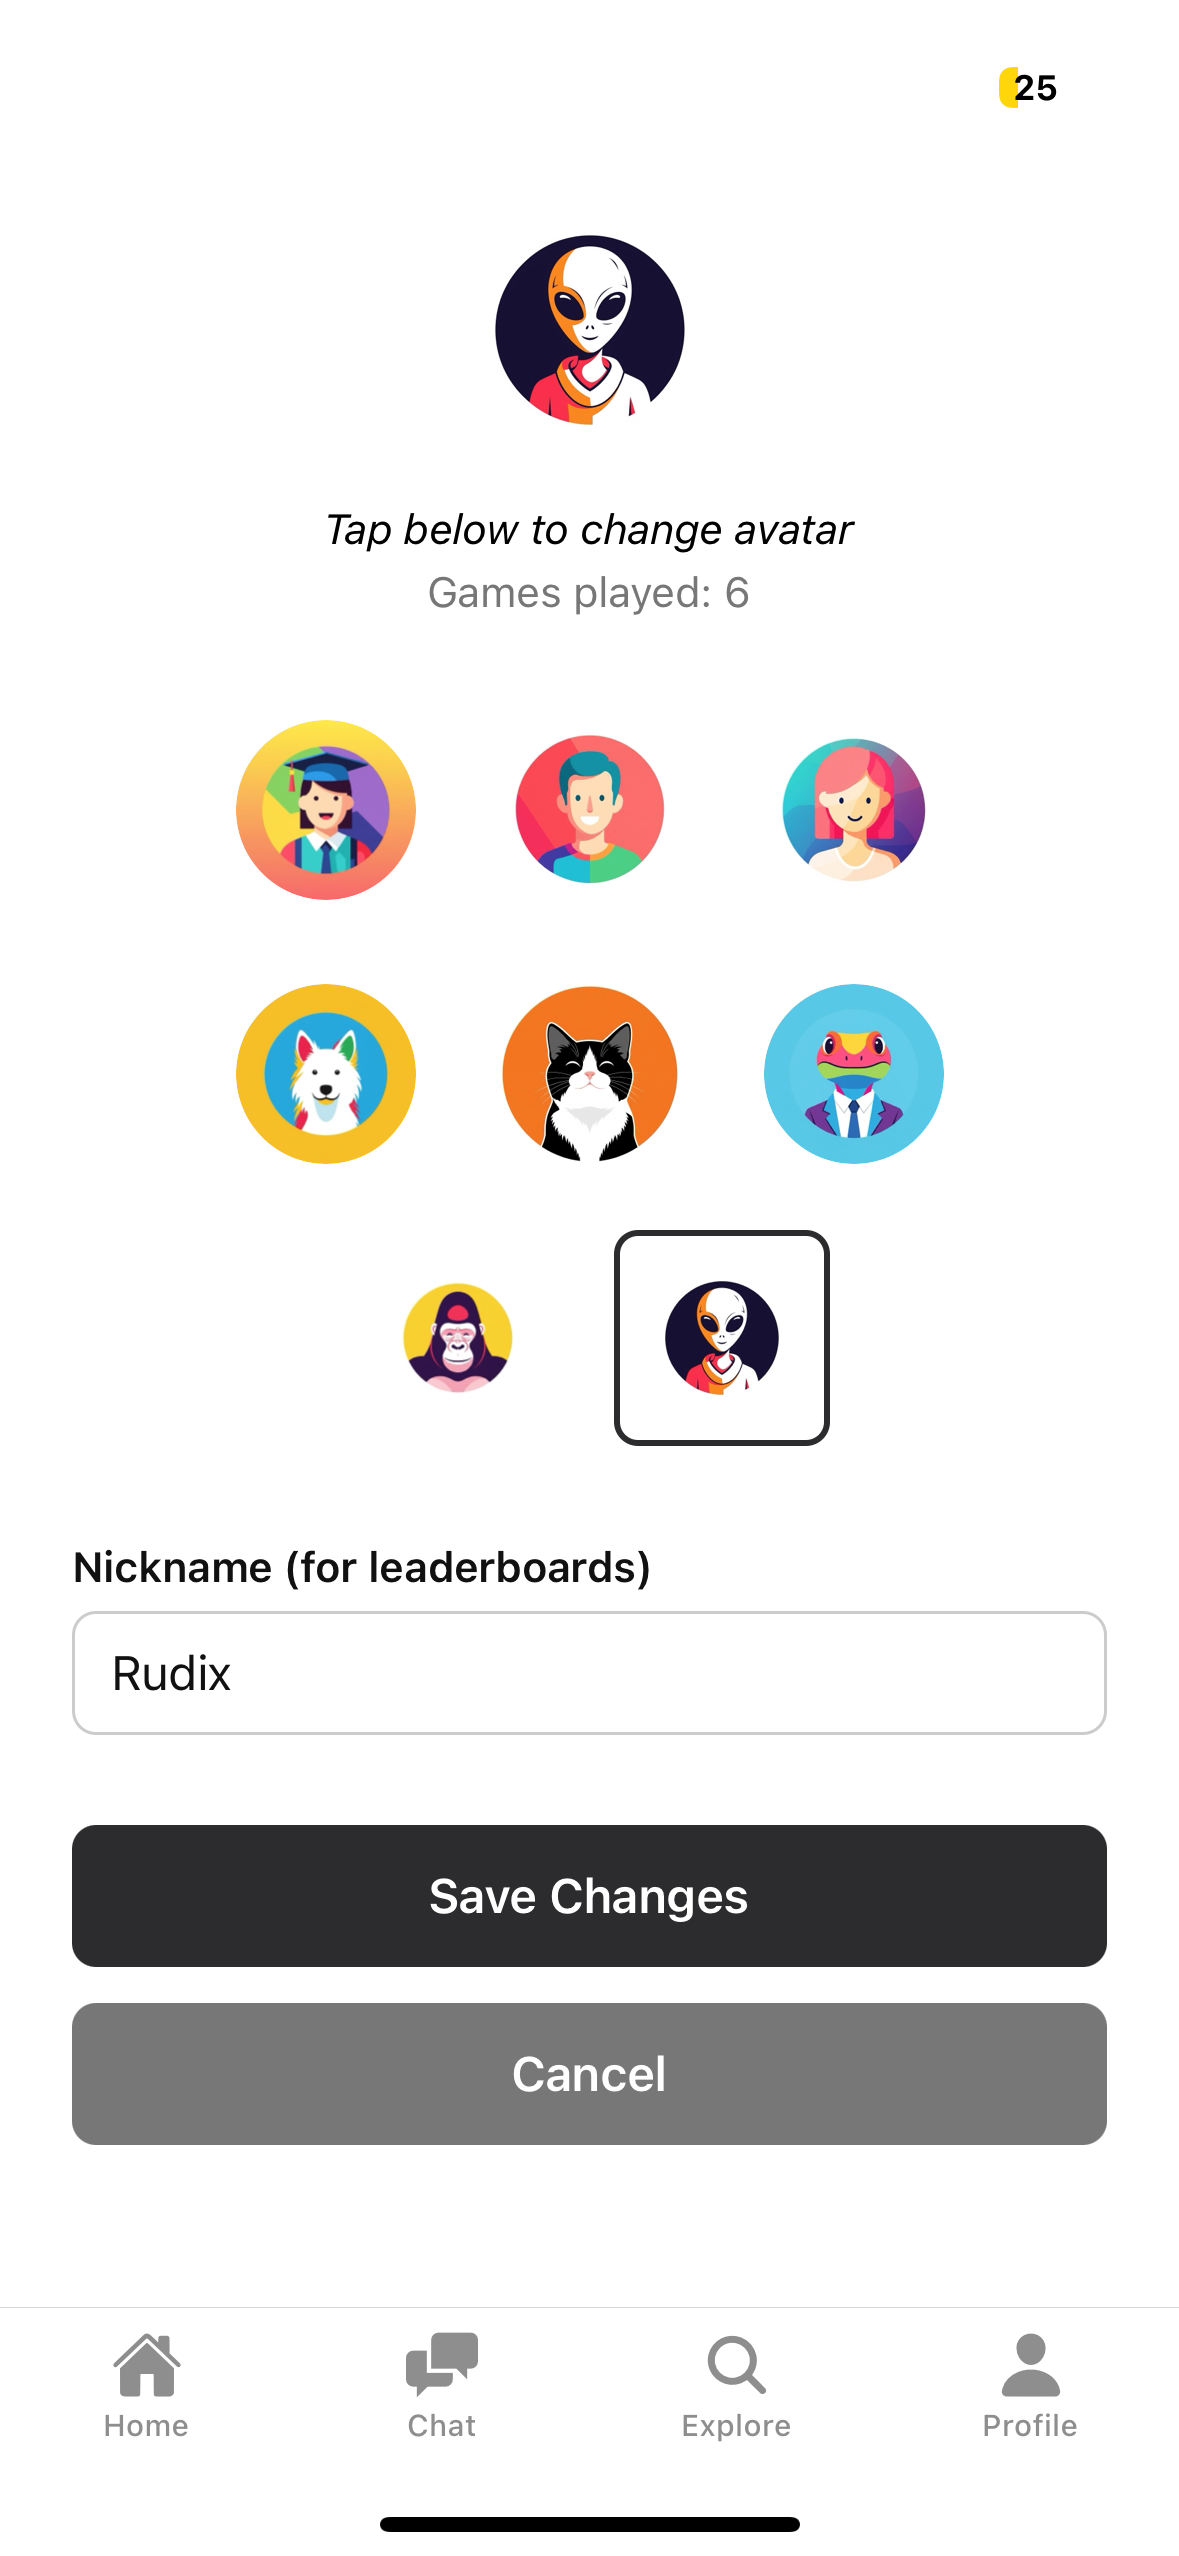 25
Tap below to change avatar
Games played: 6
Nickname (for leaderboards)
Rudix
Save Changes
Cancel
Home Chat Explore Profile